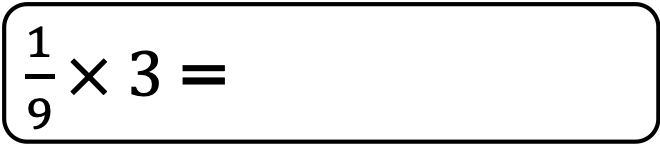 1/9 × 3 =